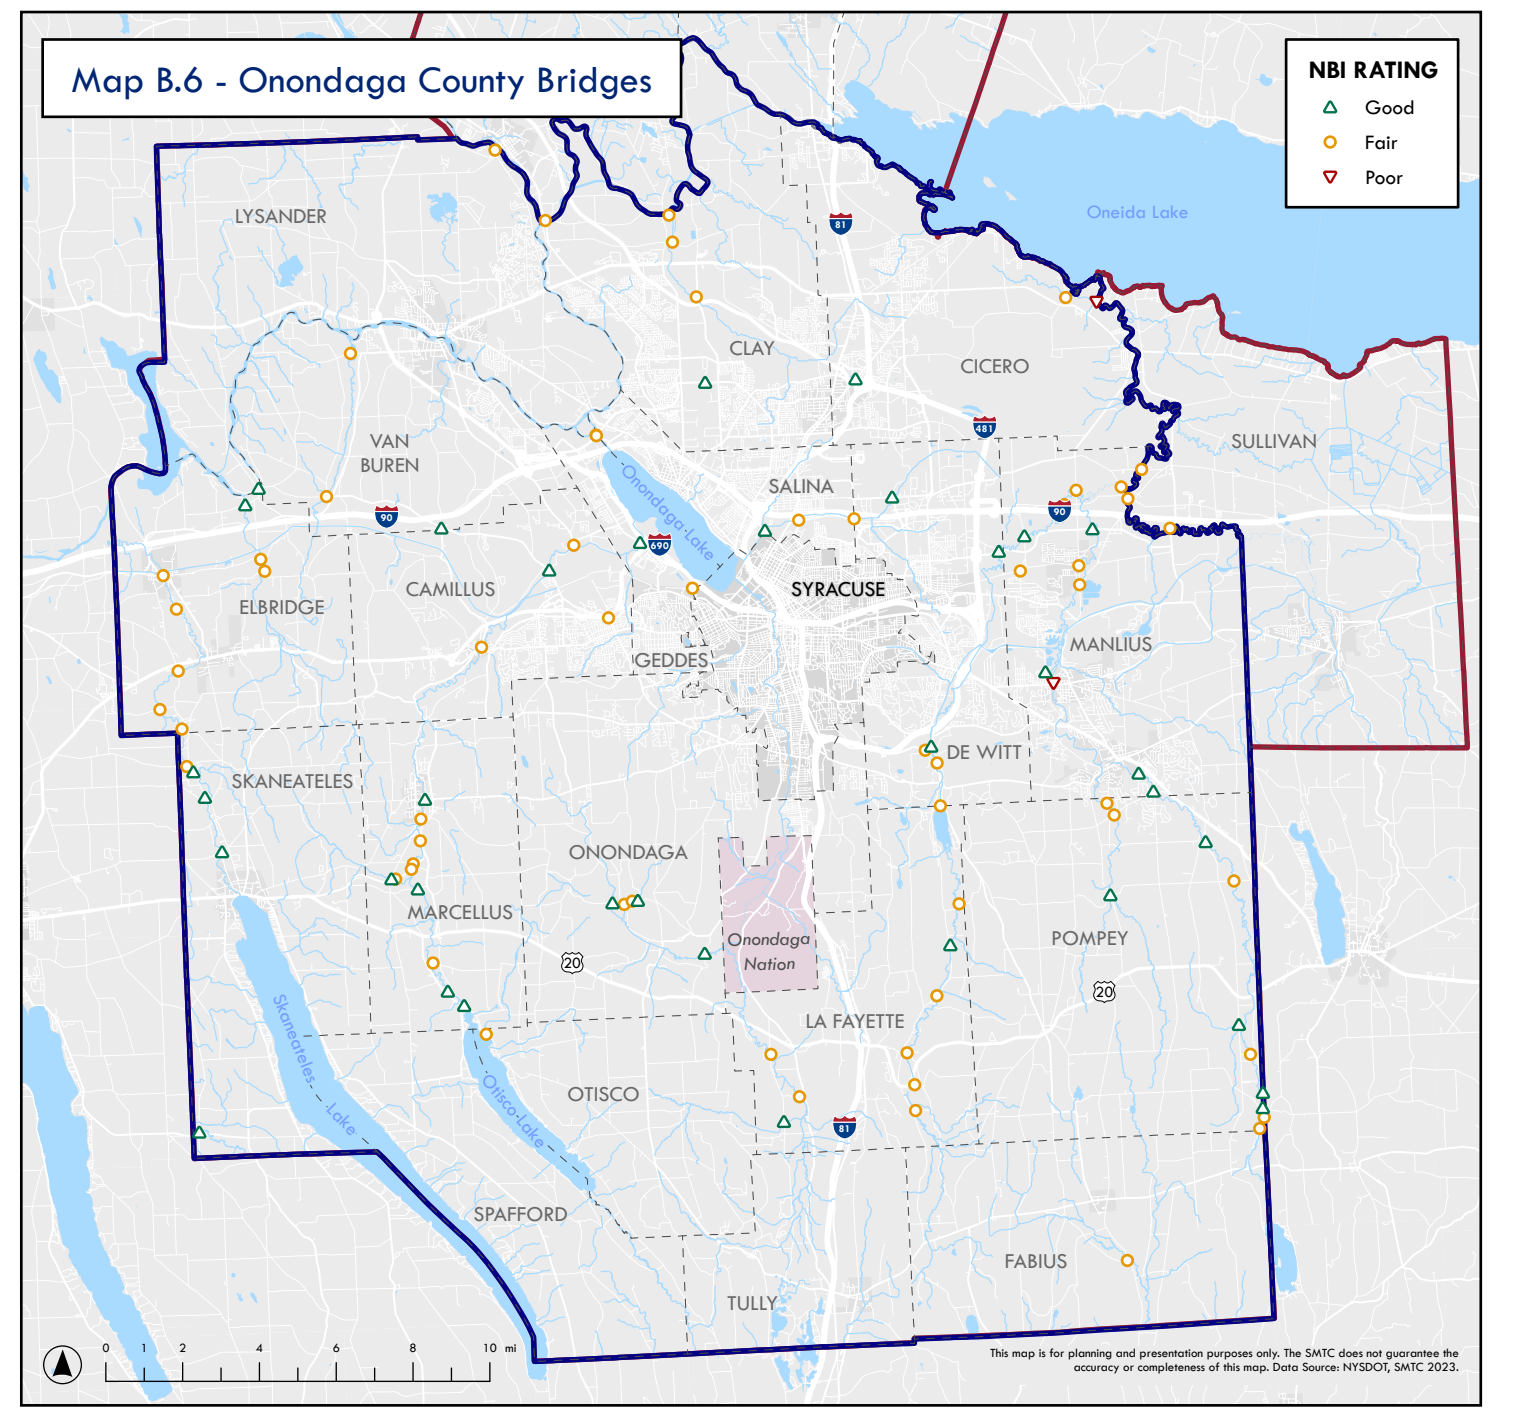 Map B.6 - Onondaga County Bridges
NBI RATING
Good
Fair
Poor
LYSANDER
81
Oneida Lake
CLAY
CICERO
VAN
BUREN
481
SULLIVAN
SALINA
Onondaga Lake
90
90
690
CAMILLUS
SYRACUSE
ELBRIDGE
MANLIUS
GEDDES
DE WITT
SKANEATELES
ONONDAGA
MARCELLUS
Onondaga
Nation
POMPEY
20
20
LA FAYETTE
Skaneateles
Lake
Otisco Lake
OTISCO
81
SPAFFORD
FABIUS
TULLY
0 1 2 4 6 8 10 mi
This map is for planning and presentation purposes only. The SMTC does not guarantee the
accuracy or completeness of this map. Data Source: NYSDOT, SMTC 2023.